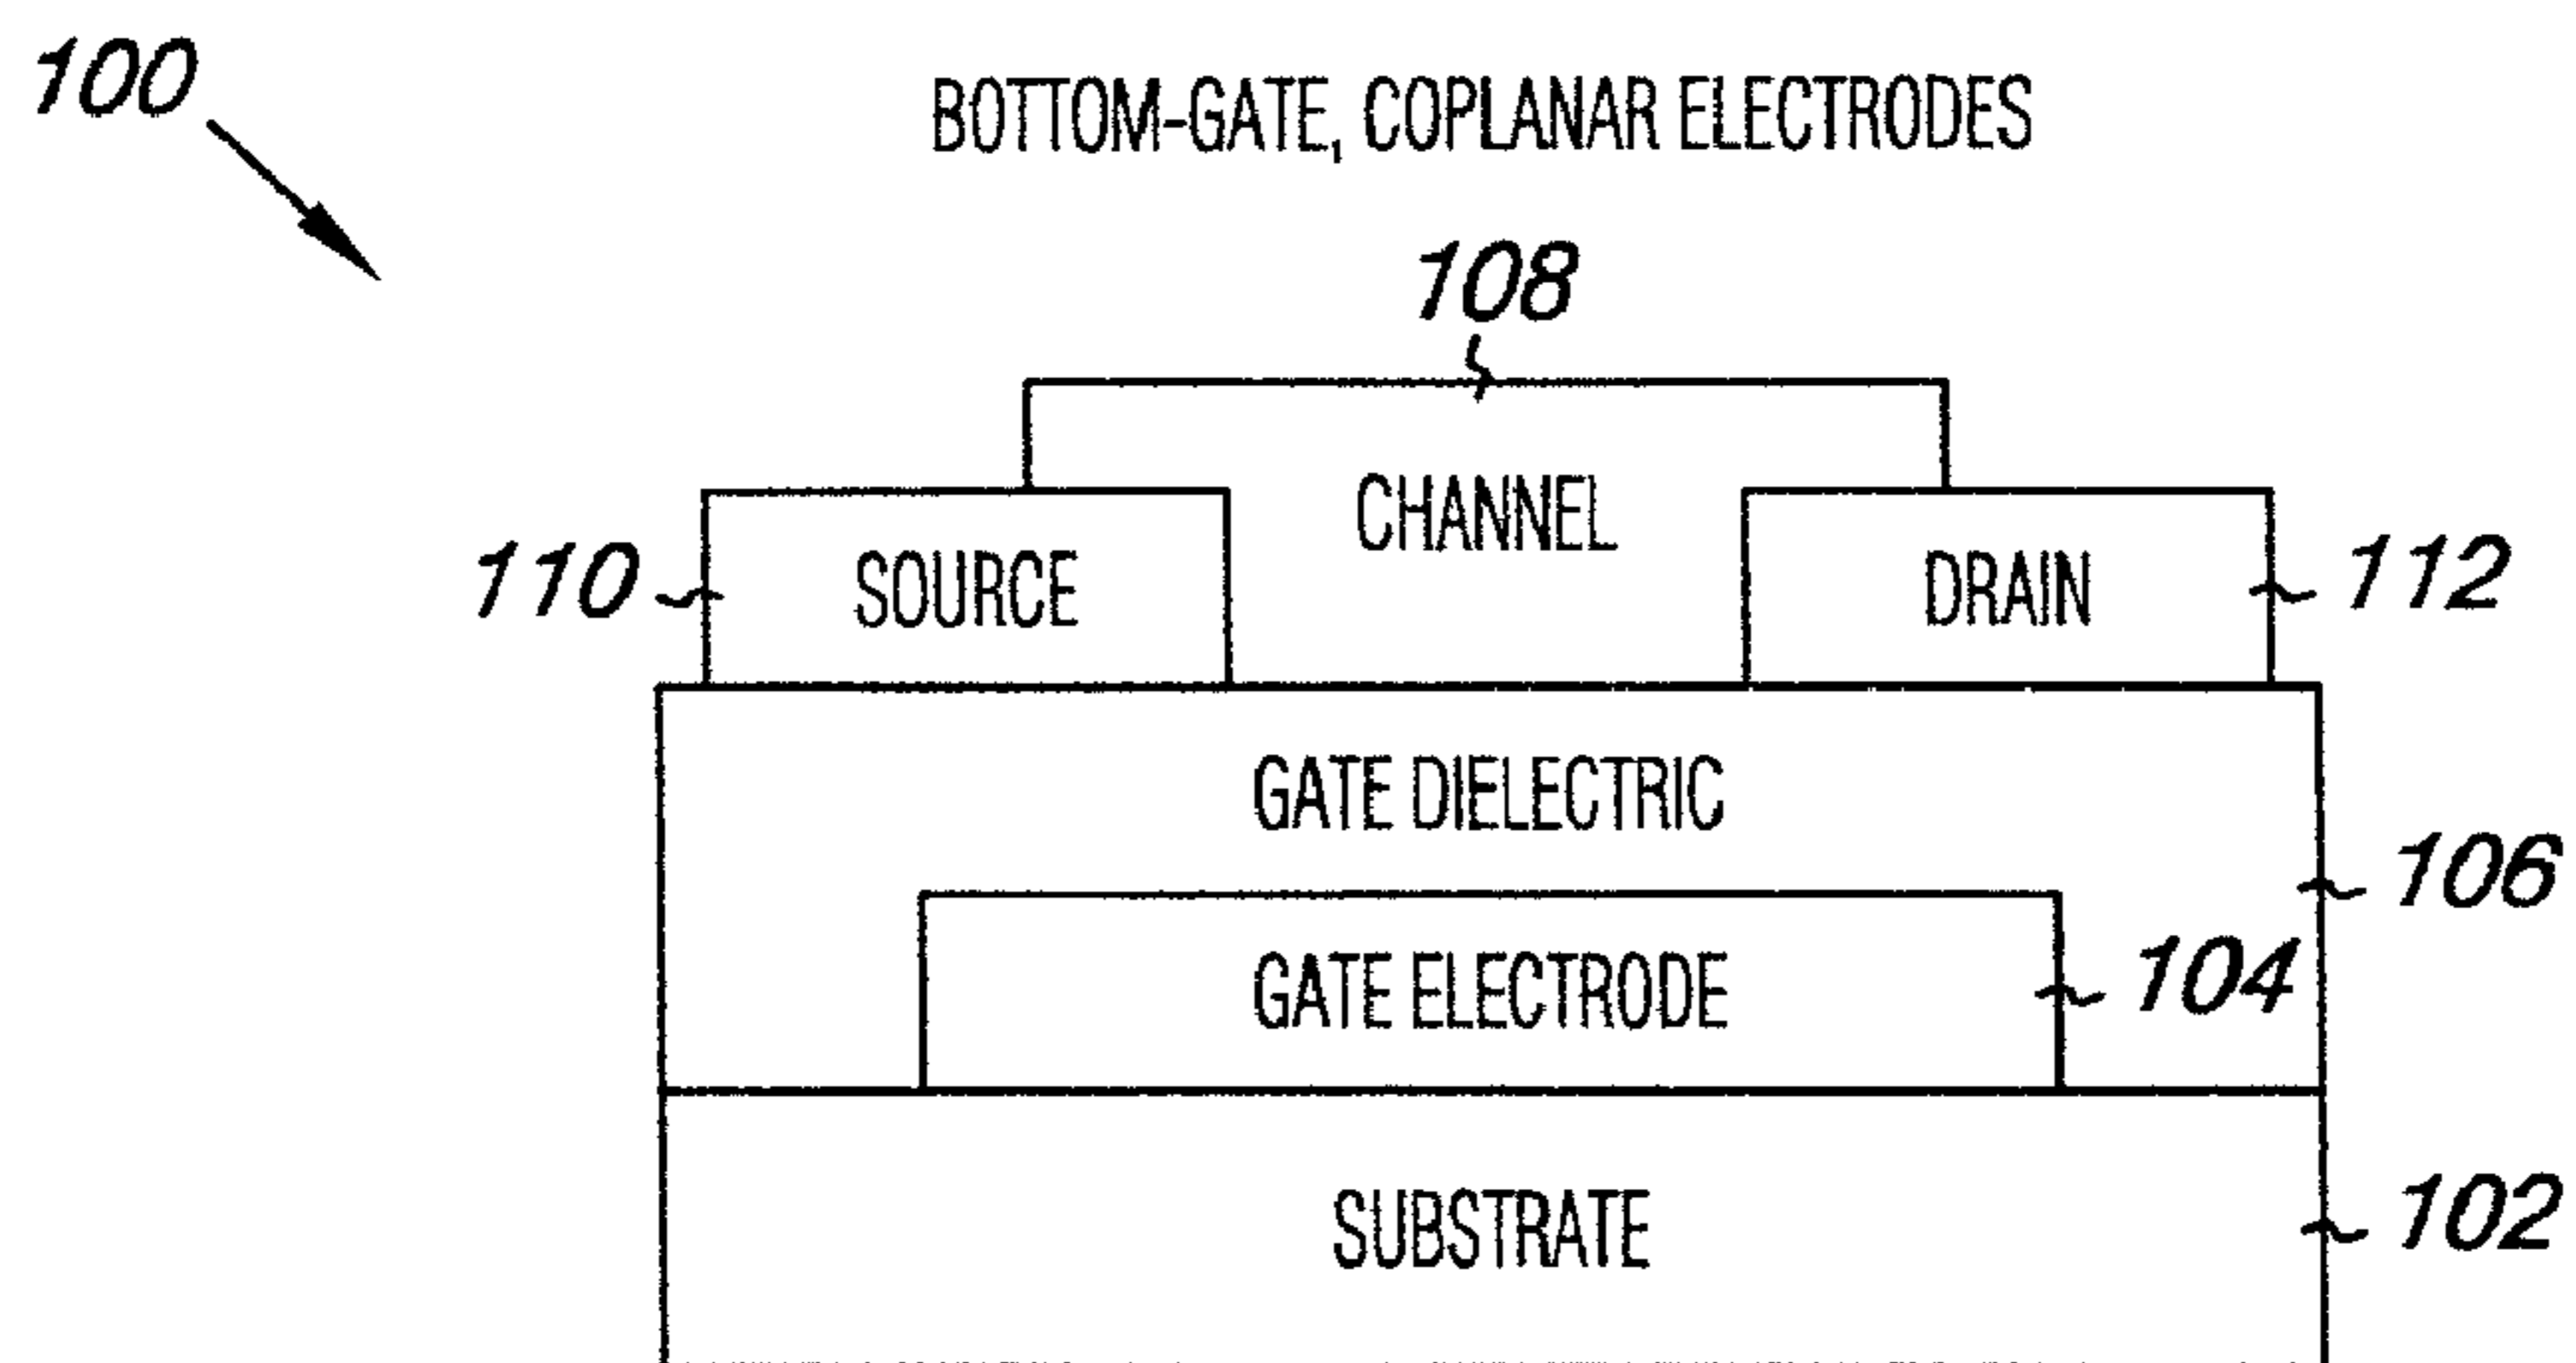 100
BOTTOM-GATE, COPLANAR ELECTRODES
108
CHANNEL
110
SOURCE
DRAIN
112
GATE DIELECTRIC
106
GATE ELECTRODE
104
SUBSTRATE
102